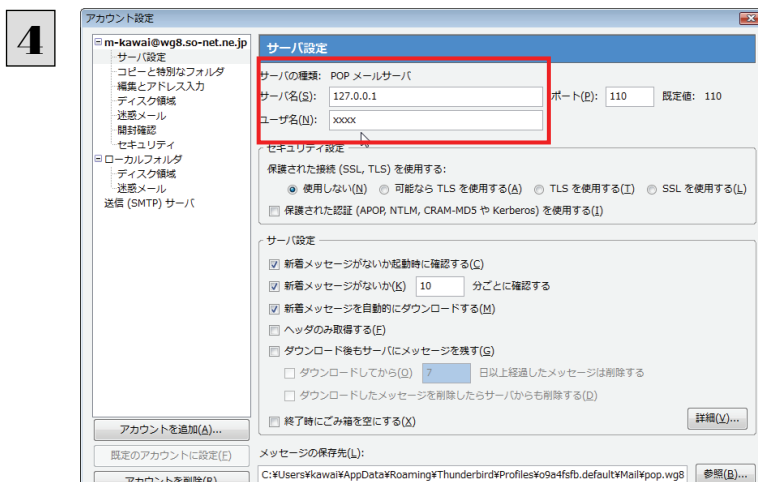 4
アカウント設定
m-kawai@wg8.so-net.ne.jp
サーバ設定
コピーと特別なフォルダ
編集とアドレス入力
ディスク領域
迷惑メール
開封確認
セキュリティ
ローカルフォルダ
ディスク領域
迷惑メール
送信 (SMTP) サーバ
アカウントを追加(A)...
既定のアカウントに設定(F)
アカウントを削除(R)
サーバ設定
サーバの種類: POP メールサーバ
サーバ名(S): 127.0.0.1 ポート(P): 110 既定値: 110
ユーザ名(N): xxxx
セキュリティ設定
保護された接続 (SSL, TLS) を使用する:
使用しない(N) 可能なら TLS を使用する(A) TLS を使用する(T) SSL を使用する(L)
保護された認証 (APOP, NTLM, CRAM-MD5 や Kerberos) を使用する(I)
サーバ設定
新着メッセージがないか起動時に確認する(C)
新着メッセージがないか(K) 10 分ごとに確認する
新着メッセージを自動的にダウンロードする(M)
ヘッダのみ取得する(F)
ダウンロード後もサーバにメッセージを残す(G)
ダウンロードしてから(O) 7 日以上経過したメッセージは削除する
ダウンロードしたメッセージを削除したらサーバからも削除する(D)
終了時にごみ箱を空にする(X) 詳細(V)...
メッセージの保存先(L):
C:¥Users¥kawai¥AppData¥Roaming¥Thunderbird¥Profiles¥o9a4fsfb.default¥Mail¥pop.wg8 参照(B)...